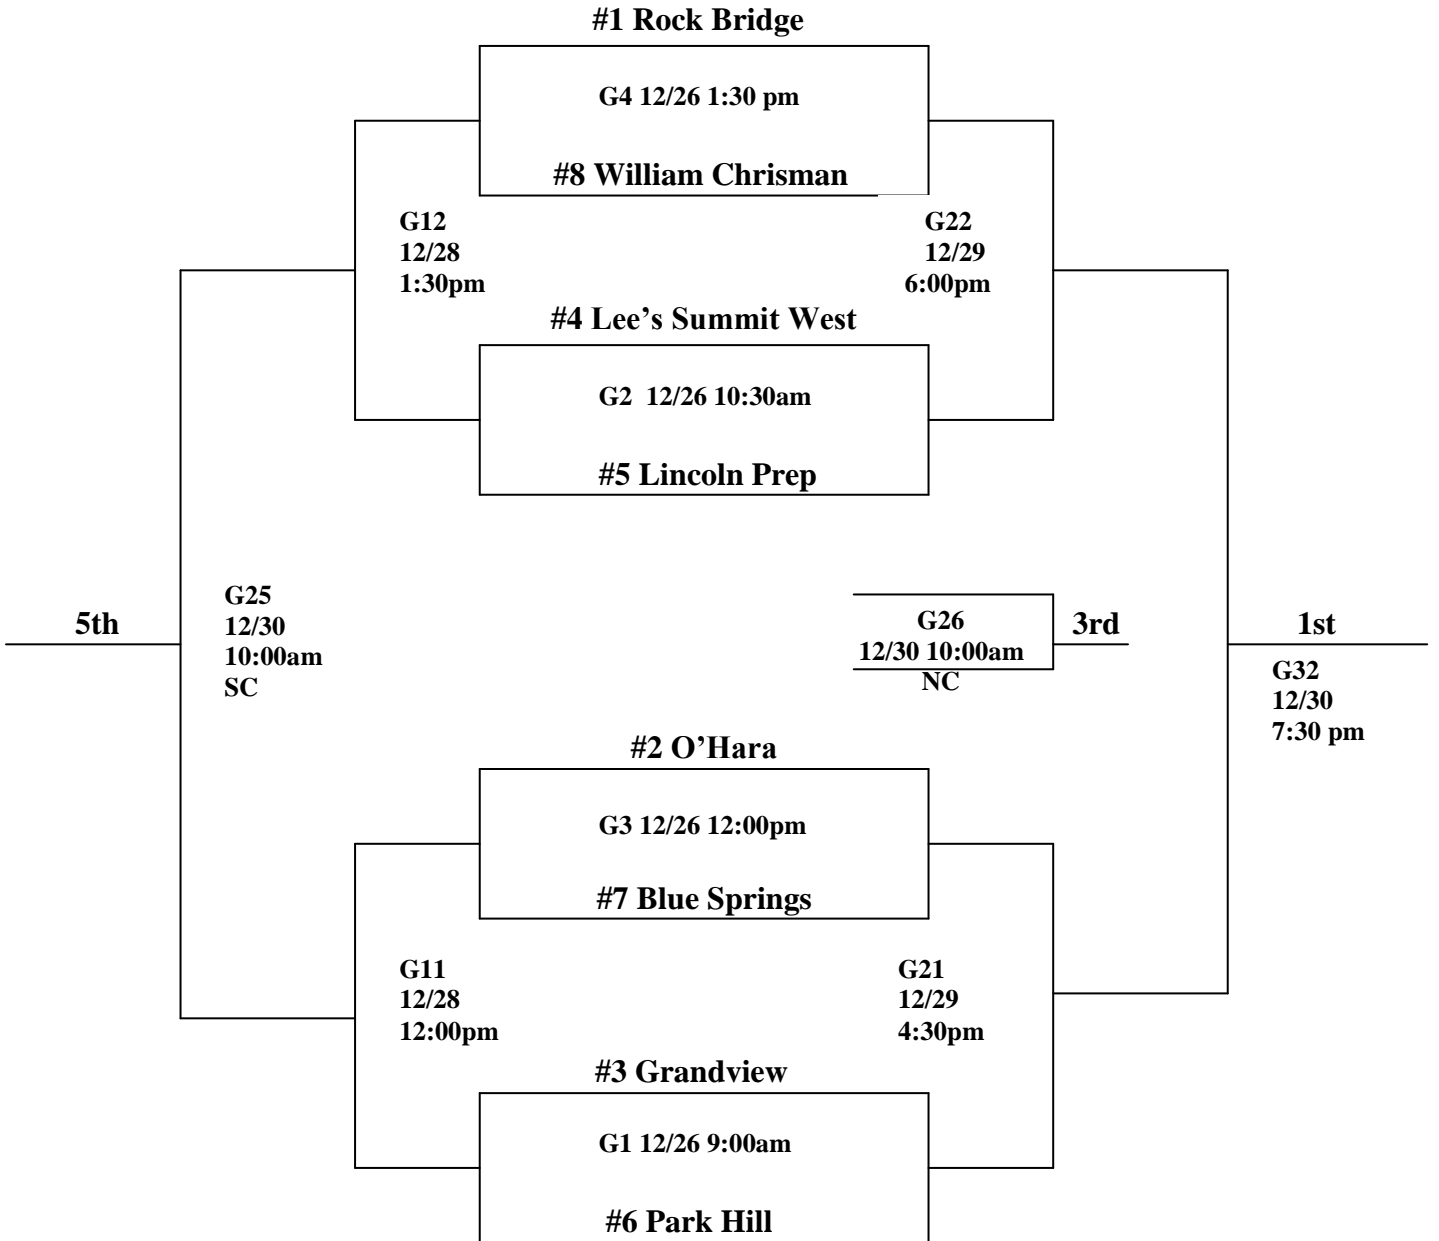 #1 Rock Bridge
G4 12/26 1:30 pm
#8 William Chrisman
G12
12/28
1:30pm
G22
12/29
6:00pm
#4 Lee’s Summit West
G2 12/26 10:30am
#5 Lincoln Prep
5th
G25
12/30
10:00am
SC
G26
12/30 10:00am
NC
3rd
1st
G32
12/30
7:30 pm
#2 O’Hara
G3 12/26 12:00pm
#7 Blue Springs
G11
12/28
12:00pm
G21
12/29
4:30pm
#3 Grandview
G1 12/26 9:00am
#6 Park Hill